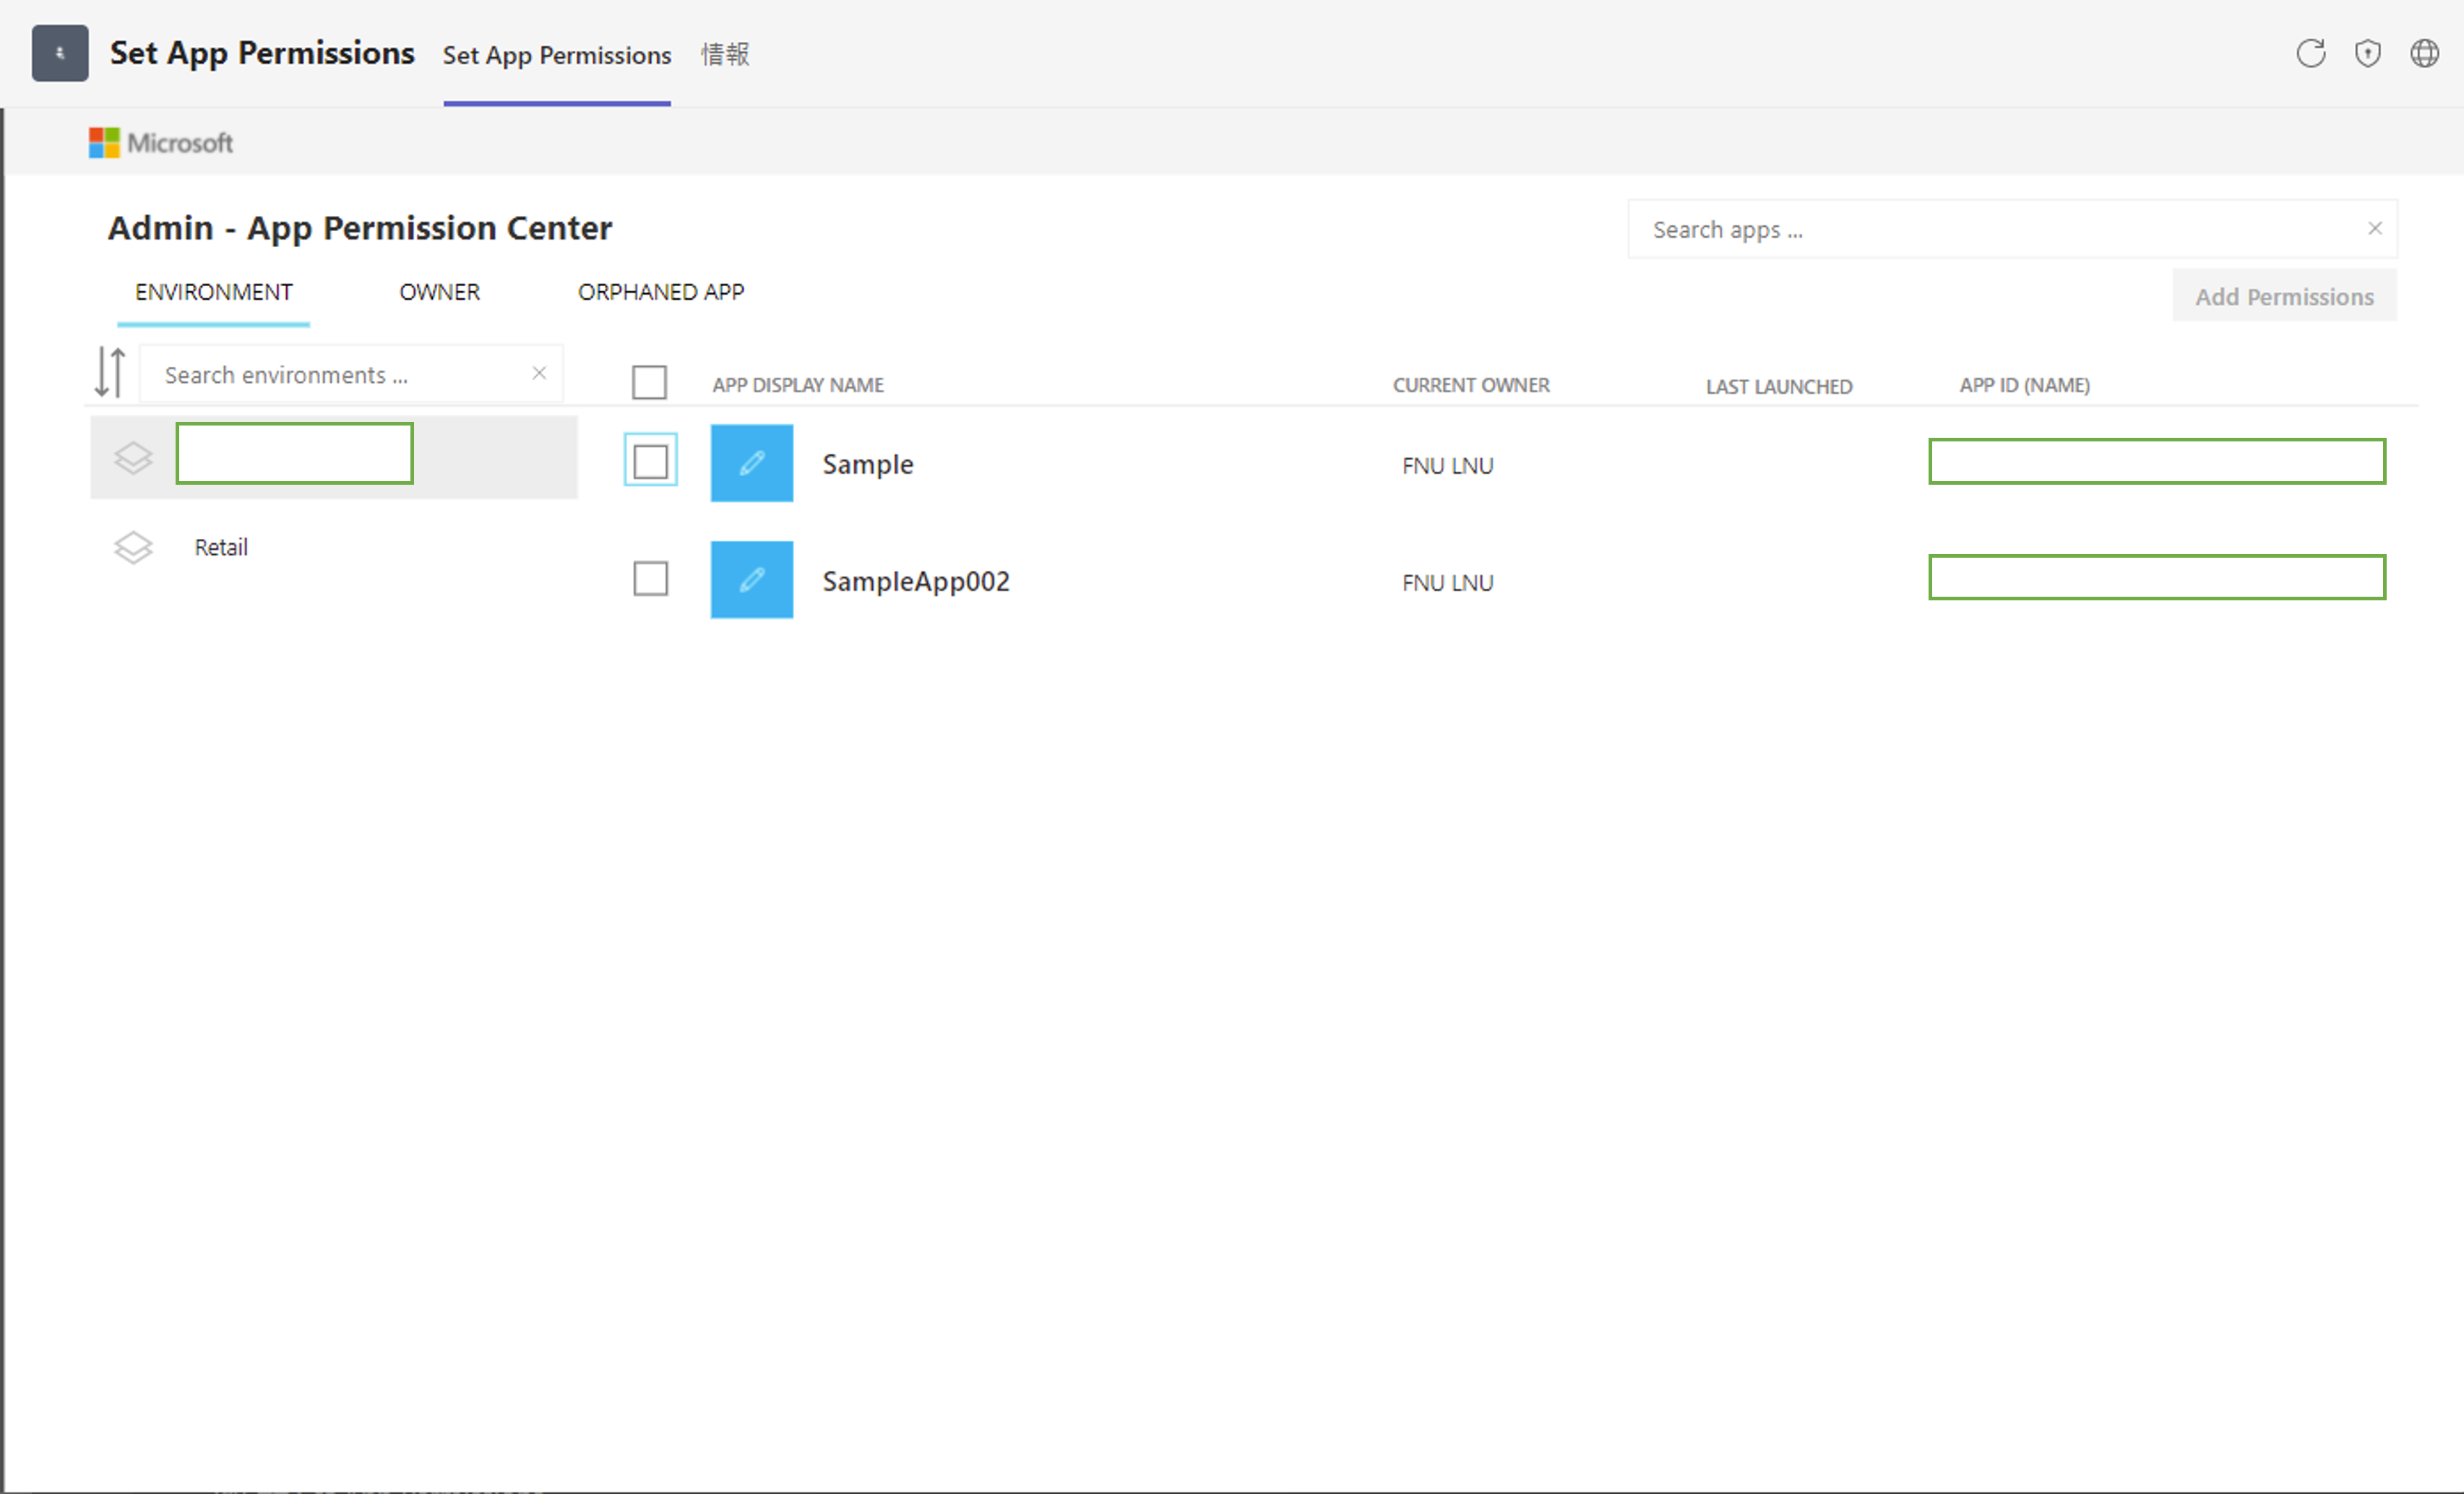 Set App Permissions Set App Permissions 情報
Microsoft
Admin - App Permission Center
Search apps ...
ENVIRONMENT OWNER ORPHANED APP
Add Permissions
Search environments ...
APP DISPLAY NAME CURRENT OWNER LAST LAUNCHED APP ID (NAME)
Sample FNU LNU
Retail
SampleApp002 FNU LNU